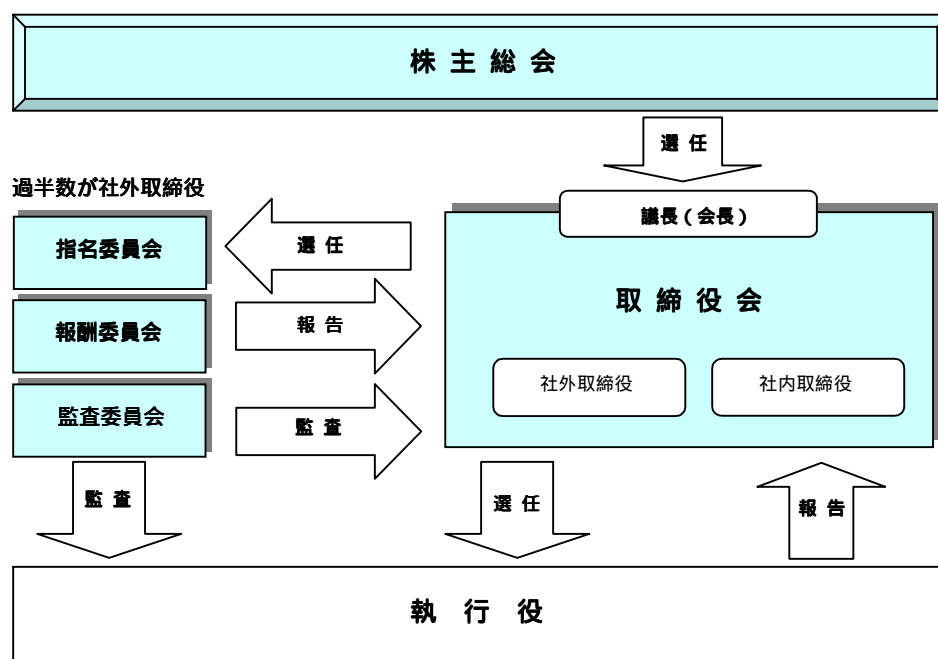 株 主 総 会
選 任
過半数が社外取締役
議長 ( 会長 )
指名委員会
選 任
取 締 役 会
報酬委員会
報 告
社外取締役
社内取締役
監査委員会
監 査
監 査
選 任
報 告
執 行 役